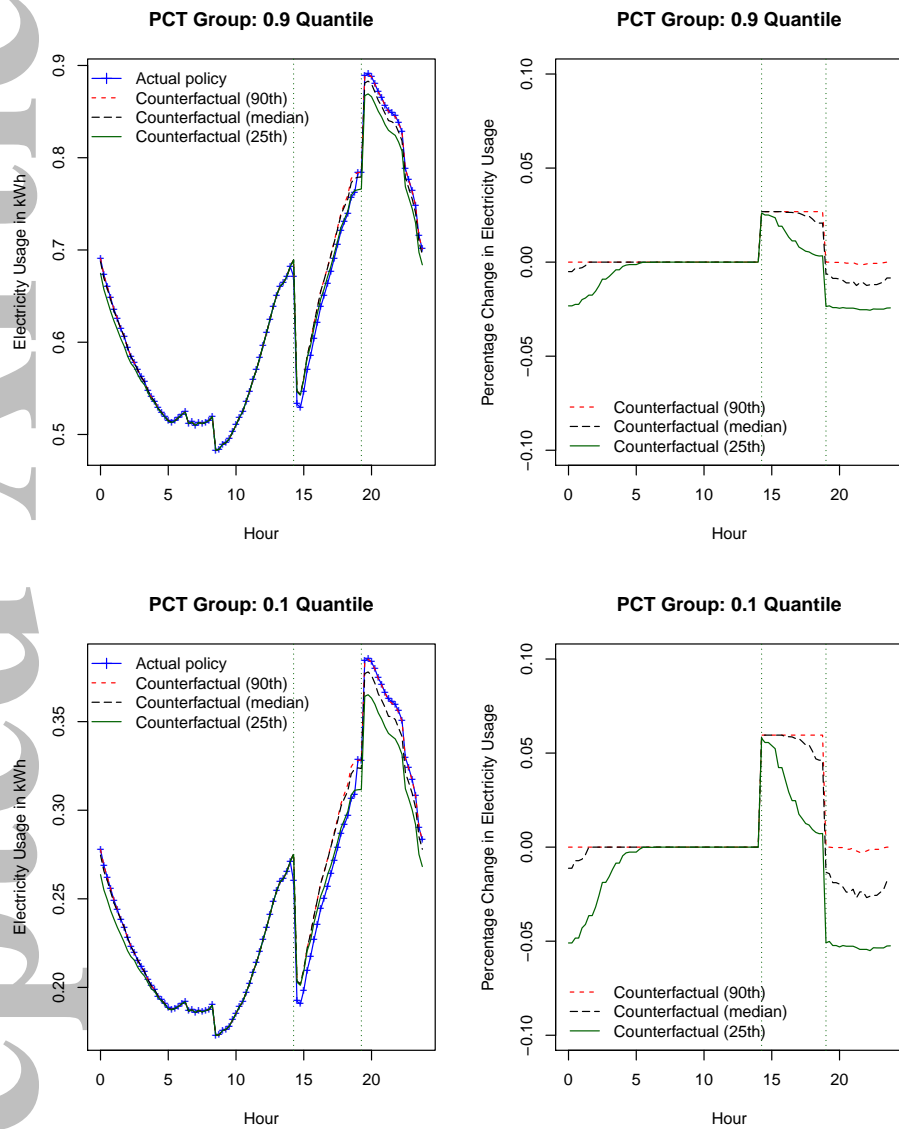 PCT Group: 0.9 Quantile
Electricity Usage in kWh
0.9
0.8
0.7
0.6
0.5
Actual policy
Counterfactual (90th)
Counterfactual (median)
Counterfactual (25th)
0 5 10 15 20
Hour
PCT Group: 0.9 Quantile
Percentage Change in Electricity Usage
0.10
0.05
0.00
−0.05
−0.10
Counterfactual (90th)
Counterfactual (median)
Counterfactual (25th)
0 5 10 15 20
Hour
PCT Group: 0.1 Quantile
Electricity Usage in kWh
0.35
0.30
0.25
0.20
Actual policy
Counterfactual (90th)
Counterfactual (median)
Counterfactual (25th)
0 5 10 15 20
Hour
PCT Group: 0.1 Quantile
Percentage Change in Electricity Usage
0.10
0.05
0.00
−0.05
−0.10
Counterfactual (90th)
Counterfactual (median)
Counterfactual (25th)
0 5 10 15 20
Hour